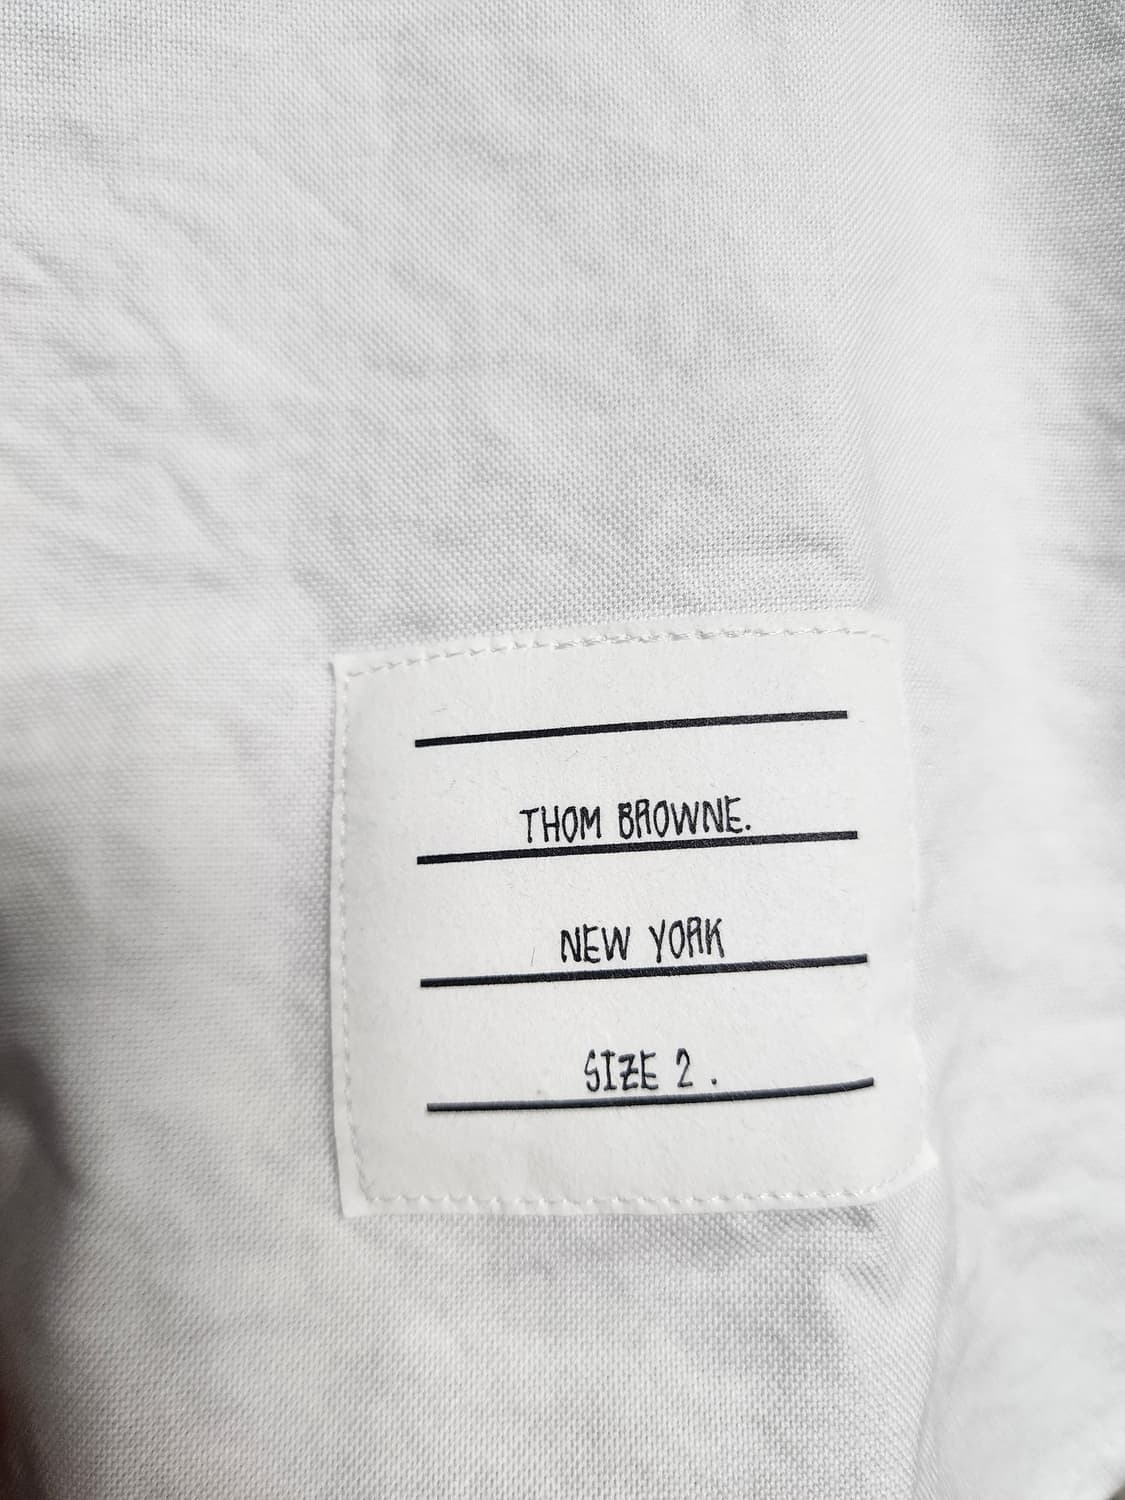 THOM BROWNE.
NEW YORK
SIZE 2 .